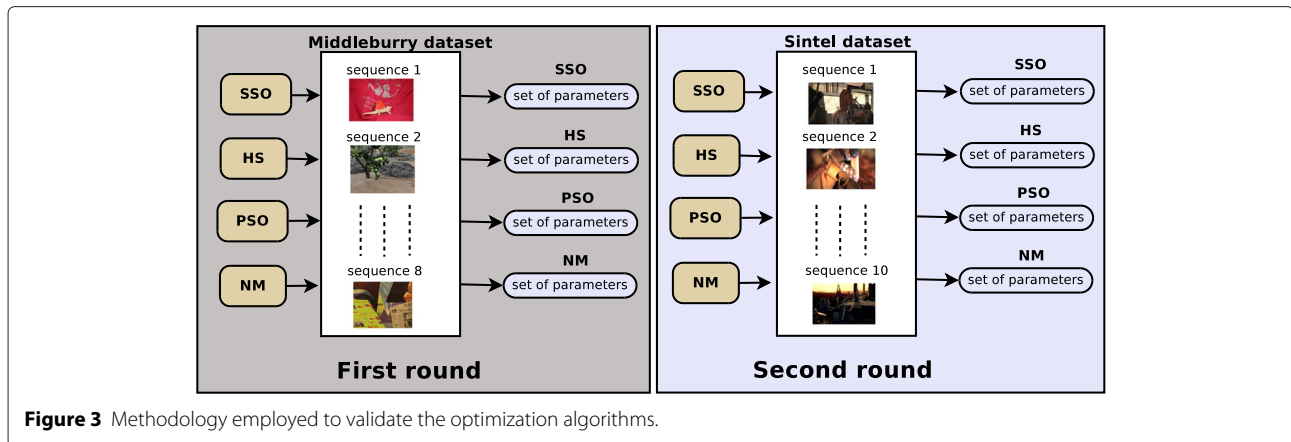 Middleburry dataset
SSO
HS
PSO
NM
sequence 1
sequence 2
sequence 8
SSO
set of parameters
HS
set of parameters
PSO
set of parameters
NM
set of parameters
First round
Sintel dataset
SSO
HS
PSO
NM
sequence 1
sequence 2
sequence 10
SSO
set of parameters
HS
set of parameters
PSO
set of parameters
NM
set of parameters
Second round
Figure 3 Methodology employed to validate the optimization algorithms.